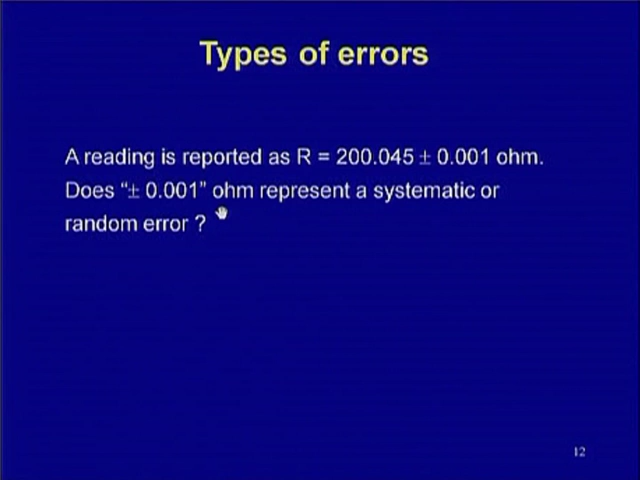 Types of errors
A reading is reported as R = 200.045 ± 0.001 ohm.
Does “± 0.001” ohm represent a systematic or
random error ?
12